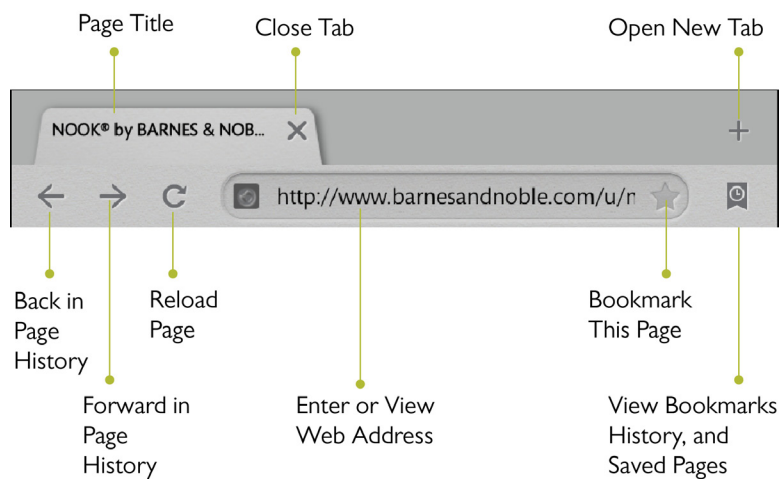 Page Title
Close Tab
Open New Tab
NOOK® by BARNES & NOB...
http://www.barnesandnoble.com/u/n
Back in
Page
History
Reload
Page
Bookmark
This Page
Forward in
Page
History
Enter or View
Web Address
View Bookmarks
History, and
Saved Pages